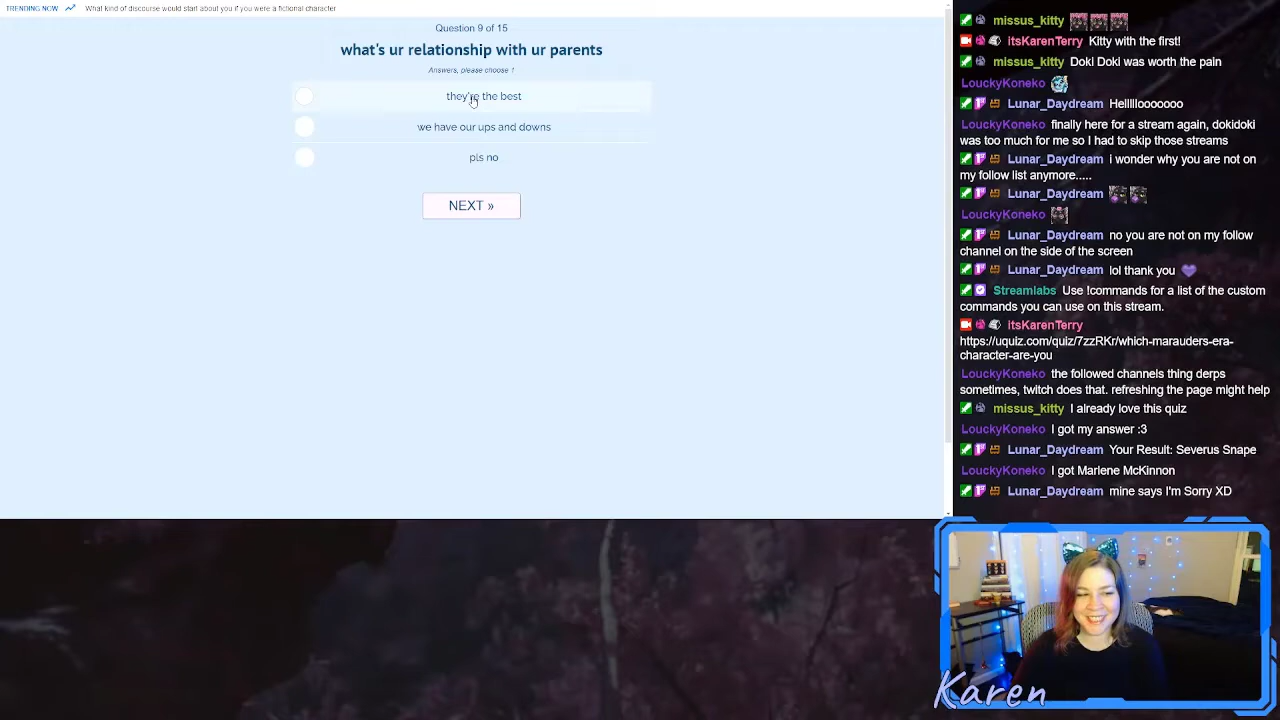 TRENDING NOW What kind of discourse would start about you if you were a fictional character
Question 9 of 15
what's ur relationship with ur parents
Answers, please choose 1
they're the best
we have our ups and downs
pls no
NEXT »
missus_kitty
itsKarenTerry Kitty with the first!
missus_kitty Doki Doki was worth the pain
LouckyKoneko
Lunar_Daydream Hellllooooooo
LouckyKoneko finally here for a stream again, dokidoki
was too much for me so I had to skip those streams
Lunar_Daydream i wonder why you are not on
my follow list anymore.....
Lunar_Daydream
LouckyKoneko
Lunar_Daydream no you are not on my follow
channel on the side of the screen
Lunar_Daydream lol thank you
Streamlabs Use !commands for a list of the custom
commands you can use on this stream.
itsKarenTerry
https://uquiz.com/quiz/7zzRKr/which-marauders-era-
character-are-you
LouckyKoneko the followed channels thing derps
sometimes, twitch does that. refreshing the page might help
missus_kitty I already love this quiz
LouckyKoneko I got my answer :3
Lunar_Daydream Your Result: Severus Snape
LouckyKoneko I got Marlene McKinnon
Lunar_Daydream mine says I'm Sorry XD
Karen